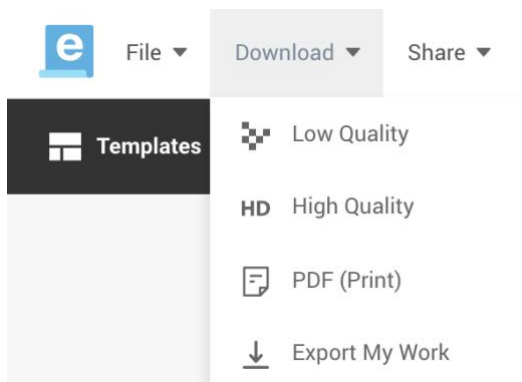 e File Download Share
Templates
Low Quality
HD High Quality
PDF (Print)
Export My Work